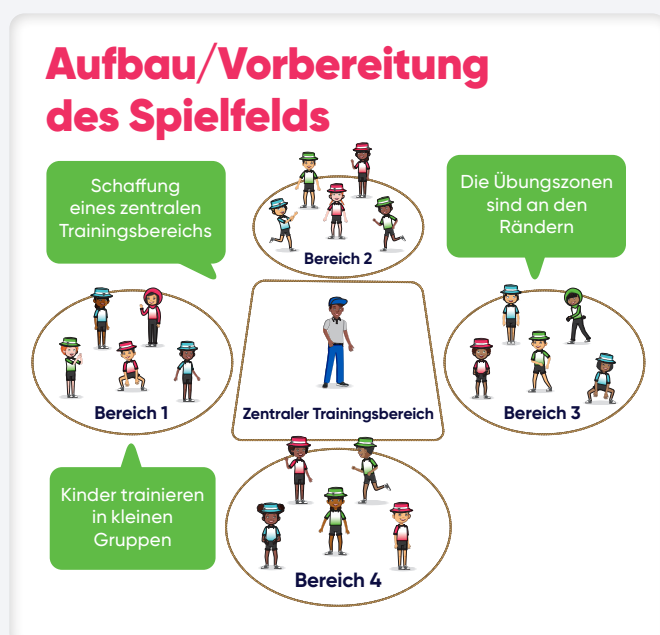 Aufbau/Vorbereitung
des Spielfelds
Schaffung
eines zentralen
Trainingsbereichs
Die Übungszonen
sind an den
Rändern
Bereich 2
Bereich 1
Zentraler Trainingsbereich
Bereich 3
Kinder trainieren
in kleinen
Gruppen
Bereich 4